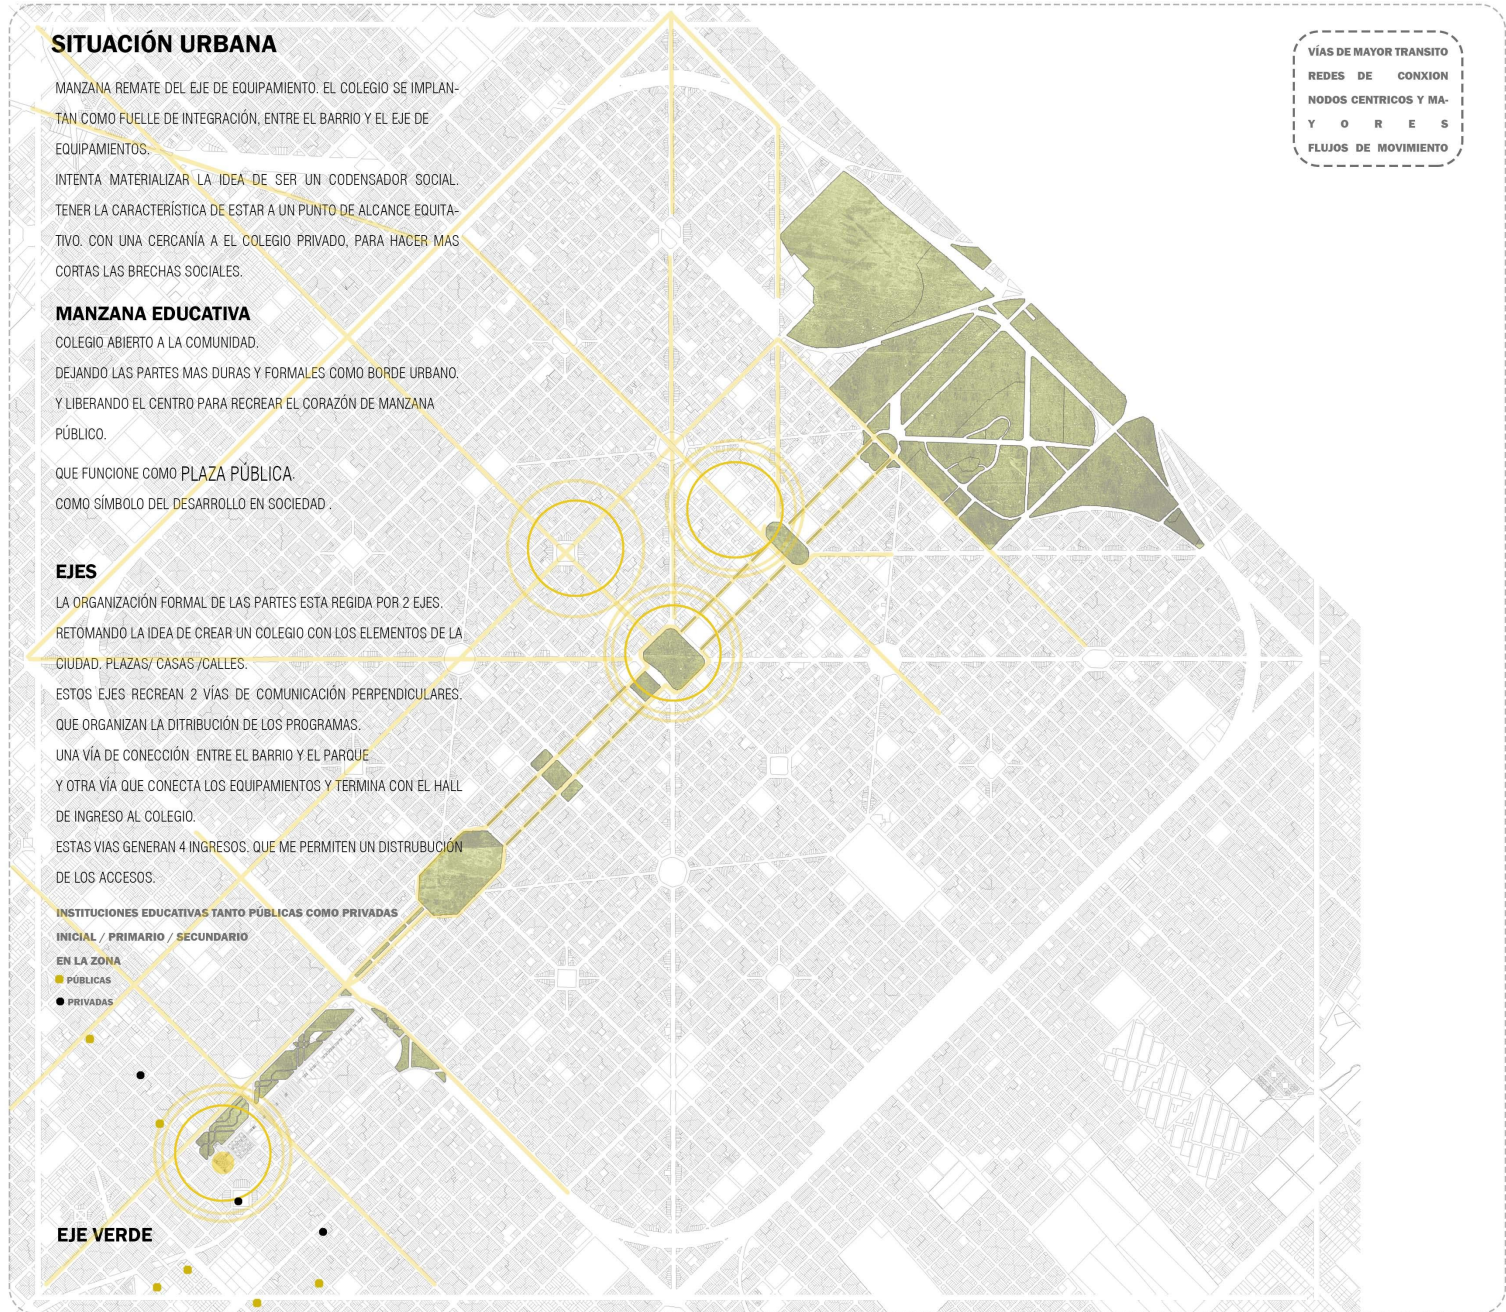 SITUACIÓN URBANA
MANZANA REMATE DEL EJE DE EQUIPAMIENTO. EL COLEGIO SE IMPLAN-
TAN COMO FUELLE DE INTEGRACIÓN, ENTRE EL BARRIO Y EL EJE DE
EQUIPAMIENTOS.
INTENTA MATERIALIZAR LA IDEA DE SER UN CODENSADOR SOCIAL.
TENER LA CARACTERÍSTICA DE ESTAR A UN PUNTO DE ALCANCE EQUITA-
TIVO. CON UNA CERCANÍA A EL COLEGIO PRIVADO, PARA HACER MAS
CORTAS LAS BRECHAS SOCIALES.
MANZANA EDUCATIVA
COLEGIO ABIERTO A LA COMUNIDAD.
DEJANDO LAS PARTES MAS DURAS Y FORMALES COMO BORDE URBANO.
Y LIBERANDO EL CENTRO PARA RECREAR EL CORAZÓN DE MANZANA
PÚBLICO.
QUE FUNCIONE COMO PLAZA PÚBLICA.
COMO SÍMBOLO DEL DESARROLLO EN SOCIEDAD .
EJES
LA ORGANIZACIÓN FORMAL DE LAS PARTES ESTA REGIDA POR 2 EJES.
RETOMANDO LA IDEA DE CREAR UN COLEGIO CON LOS ELEMENTOS DE LA
CIUDAD. PLAZAS/ CASAS /CALLES.
ESTOS EJES RECREAN 2 VÍAS DE COMUNICACIÓN PERPENDICULARES.
QUE ORGANIZAN LA DITRIBUCIÓN DE LOS PROGRAMAS.
UNA VÍA DE CONECCIÓN ENTRE EL BARRIO Y EL PARQUE
Y OTRA VÍA QUE CONECTA LOS EQUIPAMIENTOS Y TERMINA CON EL HALL
DE INGRESO AL COLEGIO.
ESTAS VIAS GENERAN 4 INGRESOS. QUE ME PERMITEN UN DISTRUBUCIÓN
DE LOS ACCESOS.
INSTITUCIONES EDUCATIVAS TANTO PÚBLICAS COMO PRIVADAS
INICIAL / PRIMARIO / SECUNDARIO
EN LA ZONA
PÚBLICAS
PRIVADAS
EJE VERDE
VÍAS DE MAYOR TRANSITO
REDES DE CONXION
NODOS CENTRICOS Y MA-
Y O R E S
FLUJOS DE MOVIMIENTO